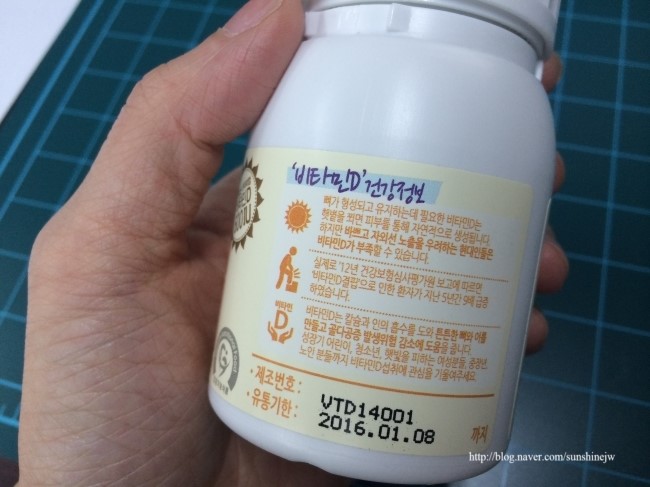 '비타민D' 건강정보
뼈가 형성되고 유지하는데 필요한 비타민D는
햇볕을 쬐면 피부를 통해 자연적으로 생성됩니다.
하지만 바쁘고 자외선 노출을 우려하는 현대인들은
비타민D가 부족할 수 있습니다.
실제로 '12년 건강보험심사평가원 보고에 따르면
'비타민D결핍'으로 인한 환자가 지난 5년간 9배 급증
하였습니다.
비타민
D
비타민D는 칼슘과 인의 흡수를 도와 튼튼한 뼈와 이를
만들고 골다공증 발생위험 감소에 도움을 줍니다.
성장기 어린이, 청소년, 햇빛을 피하는 여성분들, 중장년,
노인 분들까지 비타민D섭취에 관심을 기울여주세요.
• 제조번호 : VTD14001
• 유통기한 : 2016.01.08 까지
http://blog.naver.com/sunshinejw